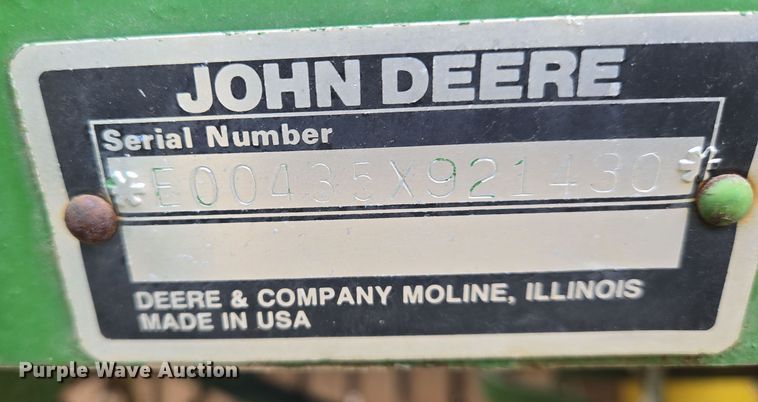 JOHN DEERE
Serial Number
*E00435X921430*
DEERE & COMPANY MOLINE, ILLINOIS
MADE IN USA
Purple Wave Auction